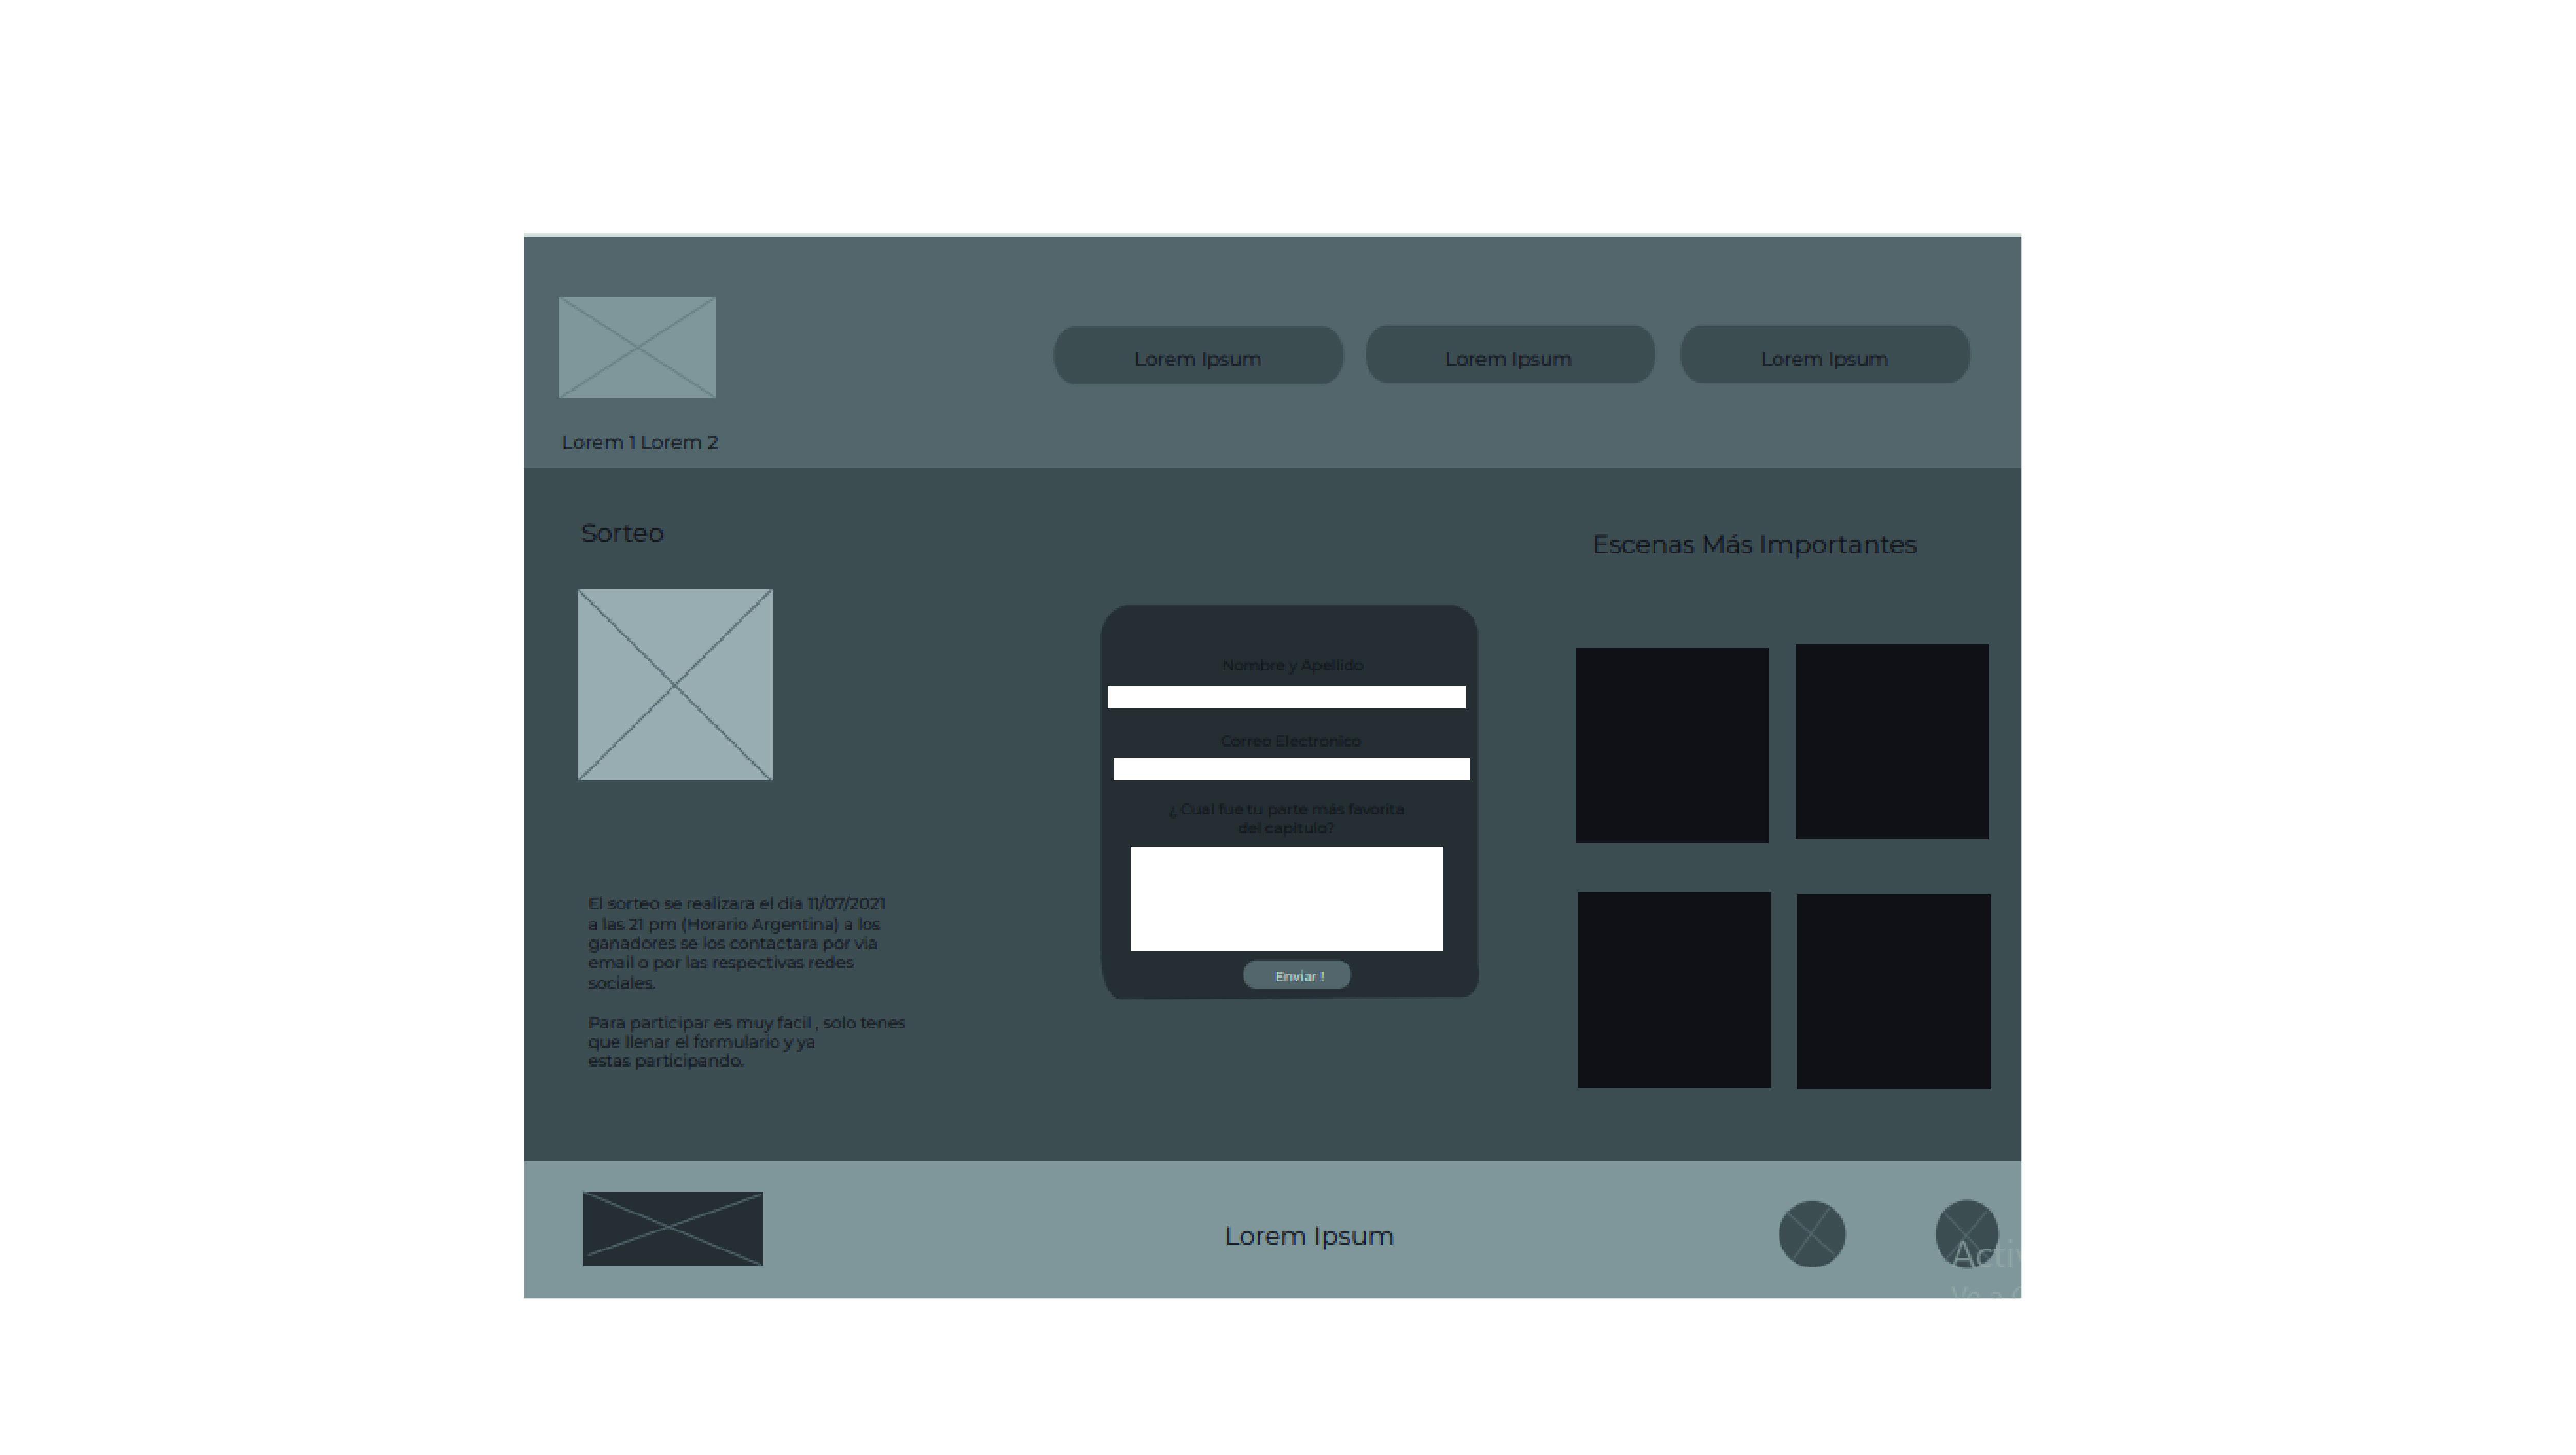 Lorem Ipsum
Lorem Ipsum
Lorem Ipsum
Lorem 1 Lorem 2
Sorteo
Escenas Más Importantes
Nombre y Apellido
Correo Electronico
¿ Cual fue tu parte más favorita
del capitulo?
Enviar !
El sorteo se realizara el día 11/07/2021
a las 21 pm (Horario Argentina) a los
ganadores se los contactara por via
email o por las respectivas redes
sociales.
Para participar es muy facil , solo tenes
que llenar el formulario y ya
estas participando.
Lorem Ipsum